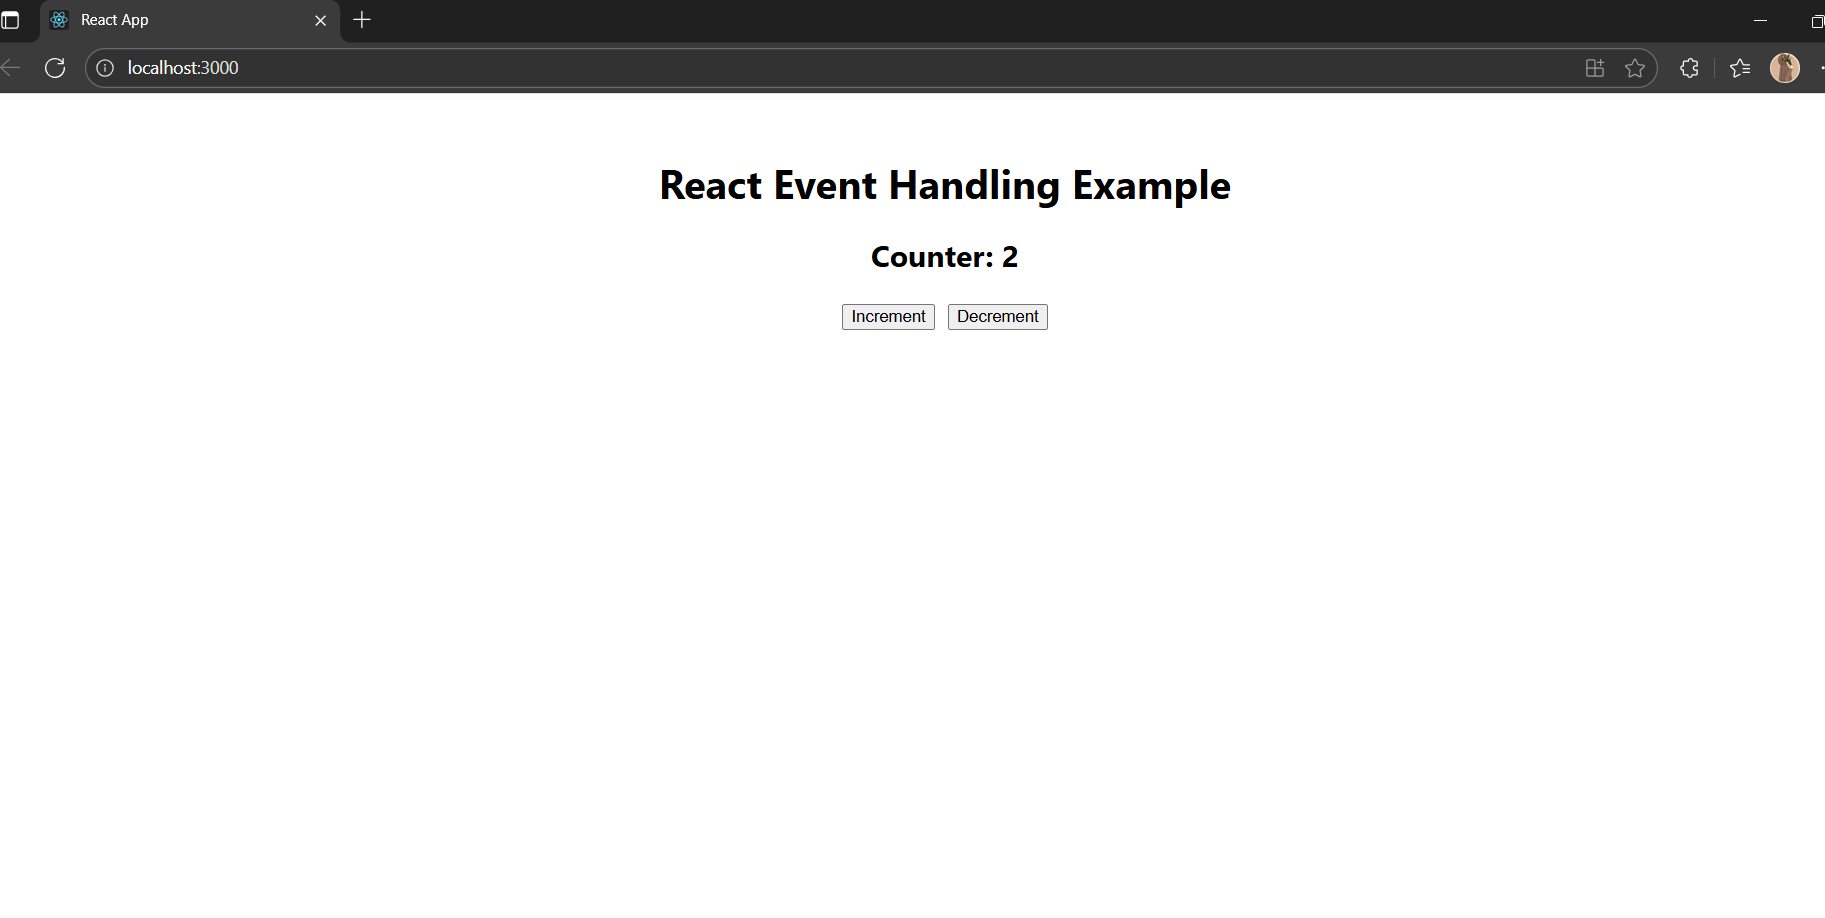 React App
localhost:3000
React Event Handling Example
Counter: 2
Increment Decrement